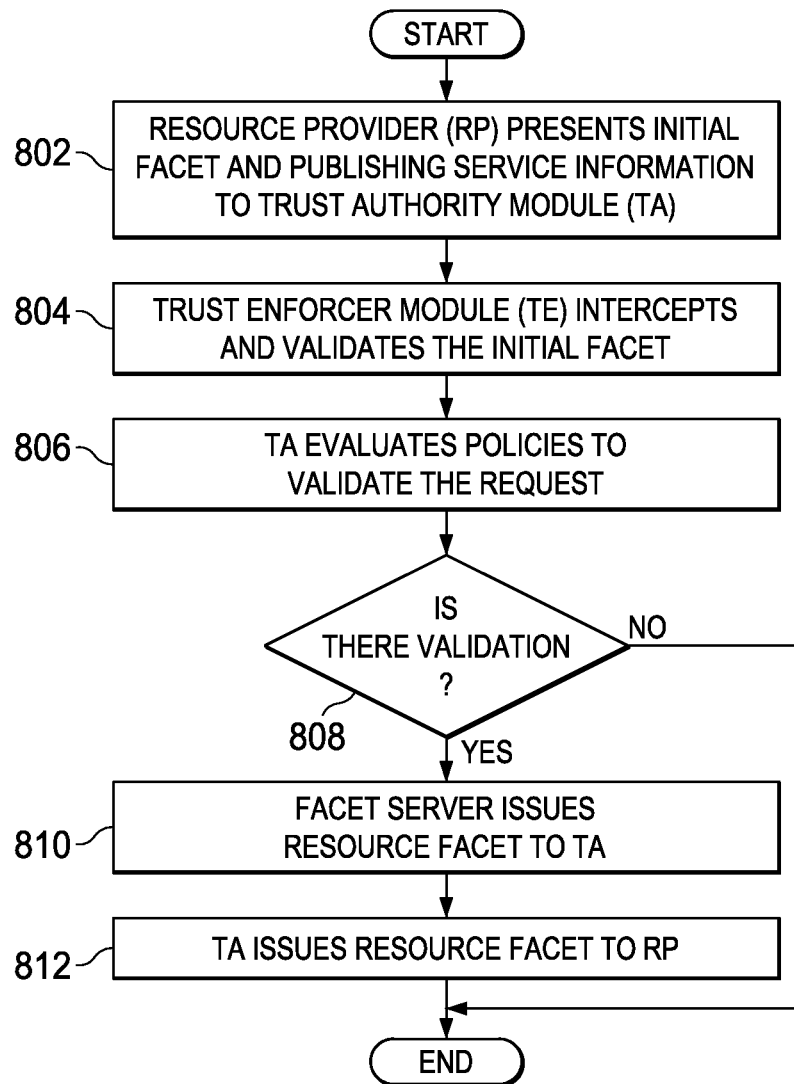 START
802
RESOURCE PROVIDER (RP) PRESENTS INITIAL
FACET AND PUBLISHING SERVICE INFORMATION
TO TRUST AUTHORITY MODULE (TA)
804
TRUST ENFORCER MODULE (TE) INTERCEPTS
AND VALIDATES THE INITIAL FACET
806
TA EVALUATES POLICIES TO
VALIDATE THE REQUEST
IS
THERE VALIDATION
?
NO
808
YES
810
FACET SERVER ISSUES
RESOURCE FACET TO TA
812
TA ISSUES RESOURCE FACET TO RP
END